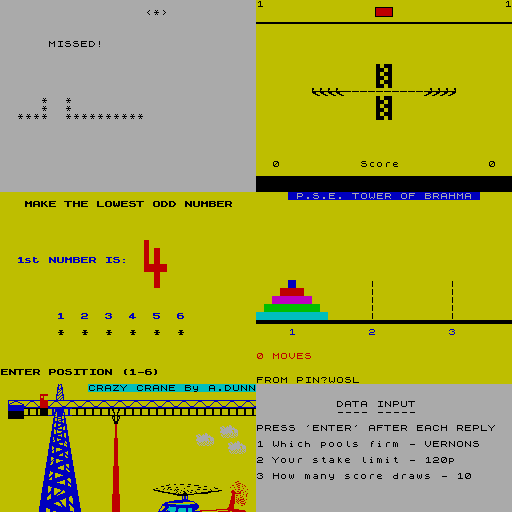 <*>
MISSED!
*
*
*
*
**** **********
1
1
0 Score 0
MAKE THE LOWEST ODD NUMBER
1st NUMBER IS: 4
1 2 3 4 5 6
* * * * * *
ENTER POSITION (1-6)
P.S.E. TOWER OF BRAHMA
1 2 3
0 MOVES
FROM PIN?WOSL
CRAZY CRANE By A.DUNN
DATA INPUT
---- -----
PRESS 'ENTER' AFTER EACH REPLY
1 Which pools firm - VERNONS
2 Your stake limit - 120p
3 How many score draws - 10